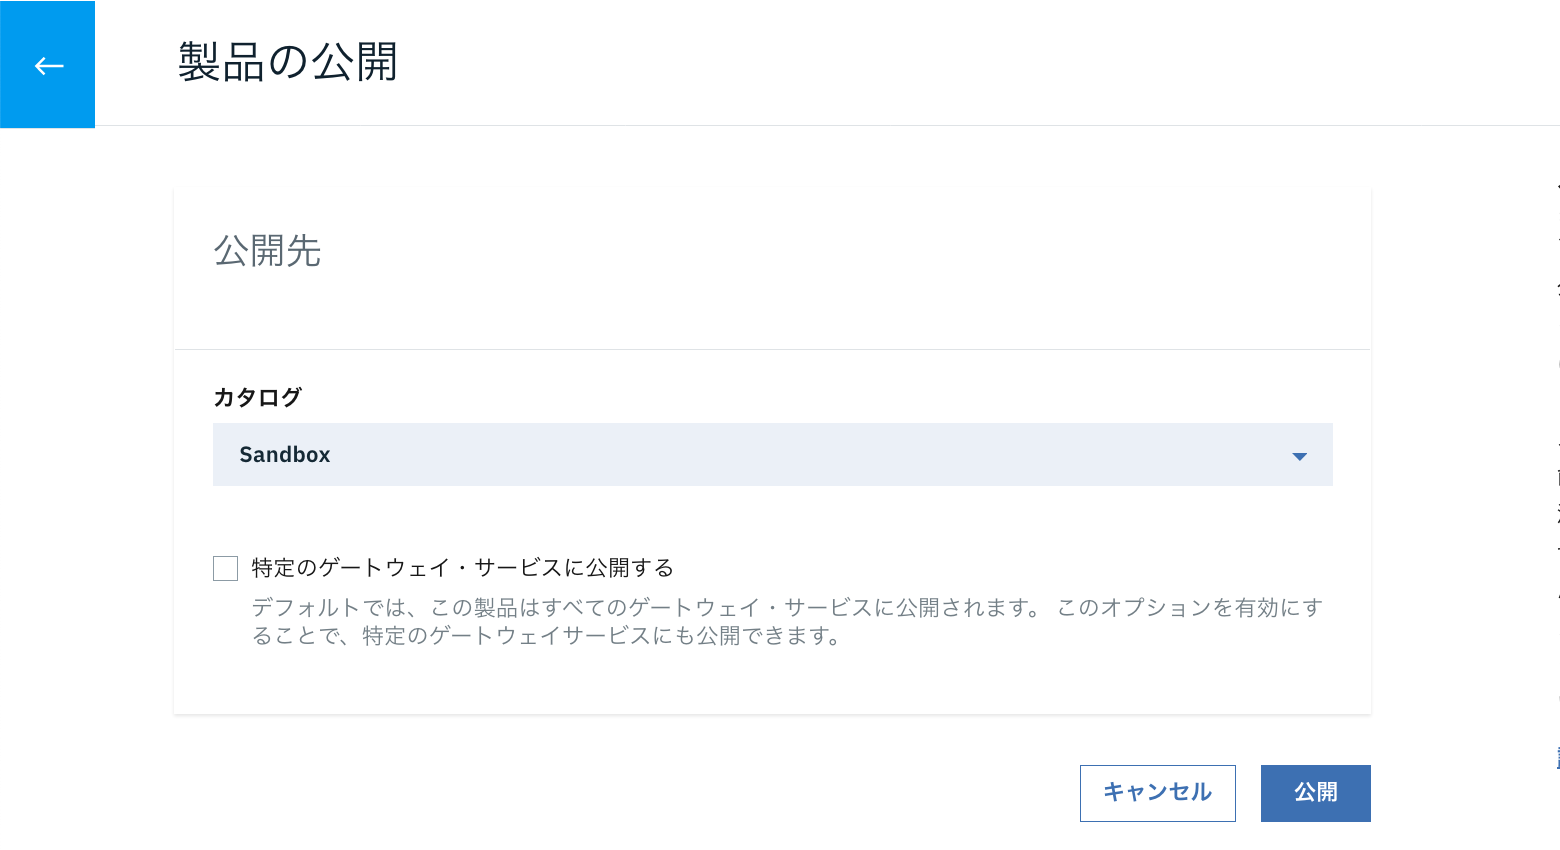 製品の公開
公開先
カタログ
Sandbox
特定のゲートウェイ・サービスに公開する
デフォルトでは、この製品はすべてのゲートウェイ・サービスに公開されます。 このオプションを有効にす
ることで、特定のゲートウェイサービスにも公開できます。
キャンセル
公開